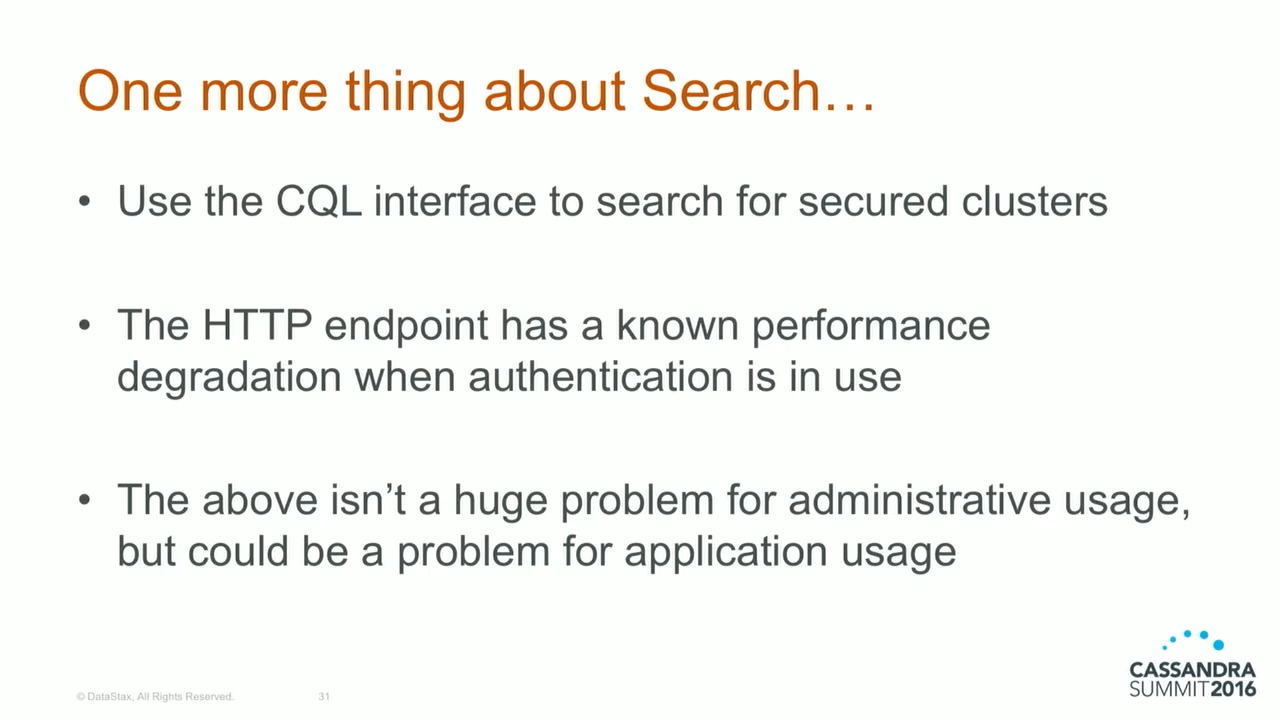 One more thing about Search…
• Use the CQL interface to search for secured clusters
• The HTTP endpoint has a known performance
degradation when authentication is in use
• The above isn’t a huge problem for administrative usage,
but could be a problem for application usage
© DataStax, All Rights Reserved.
31
CASSANDRA
SUMMIT2016